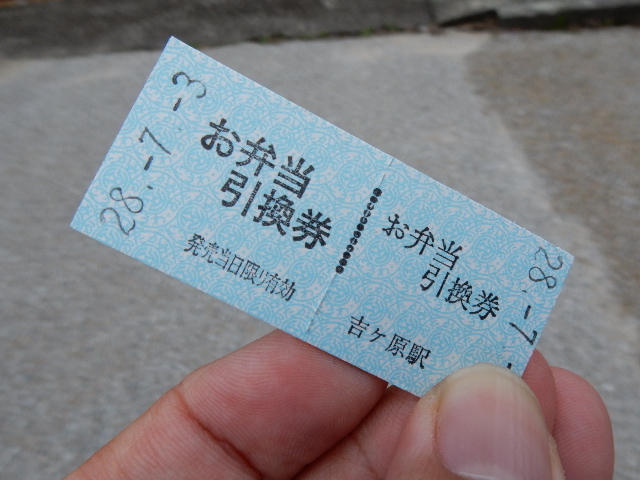 28.-7.-3
お弁当
引換券
発売当日限り有効
お弁当
引換券
吉ヶ原駅
28.-7.-